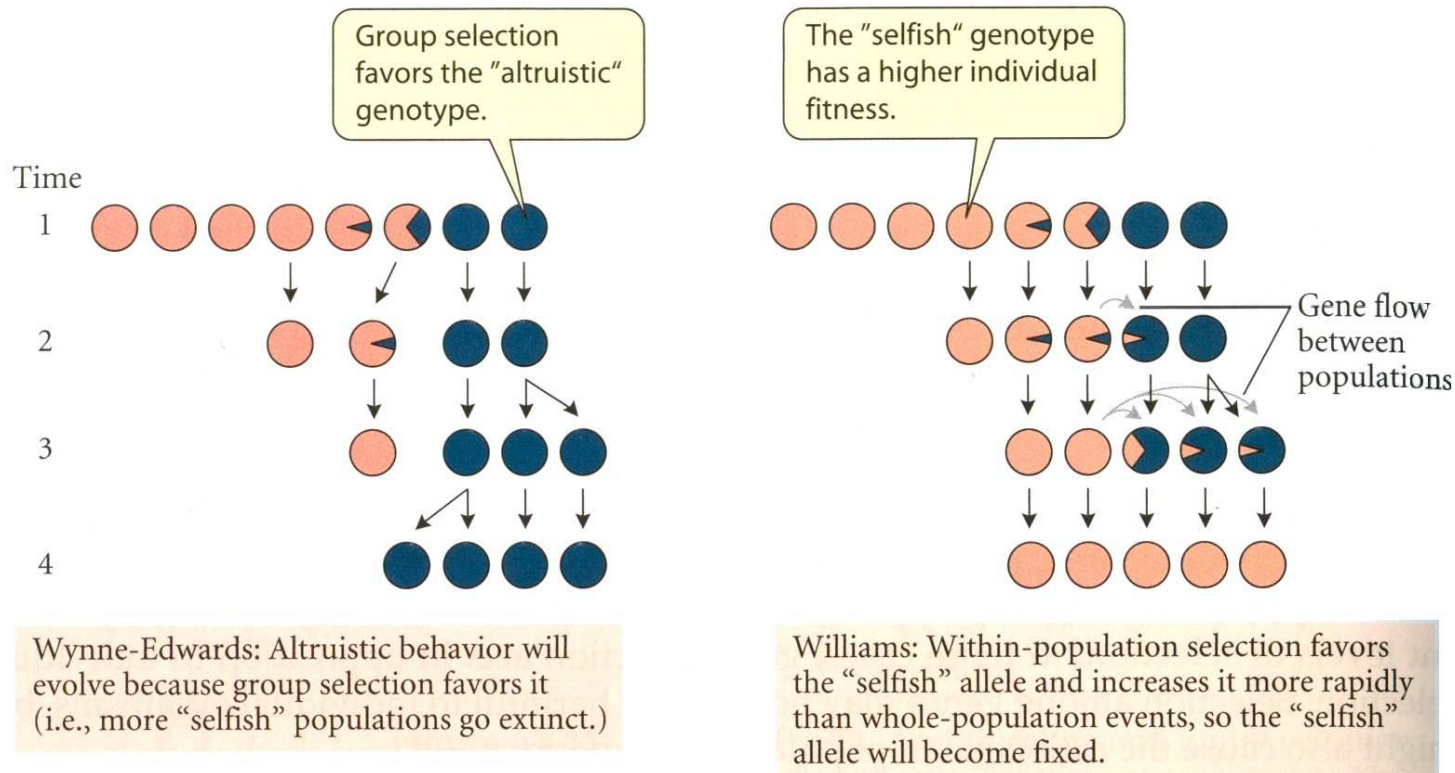 Group selection
favors the ”altruistic“
genotype.
The ”selfish“ genotype
has a higher individual
fitness.
Time
1
2
3
4
Gene flow
between
populations
Wynne-Edwards: Altruistic behavior will
evolve because group selection favors it
(i.e., more “selfish” populations go extinct.)
Williams: Within-population selection favors
the “selfish” allele and increases it more rapidly
than whole-population events, so the “selfish”
allele will become fixed.